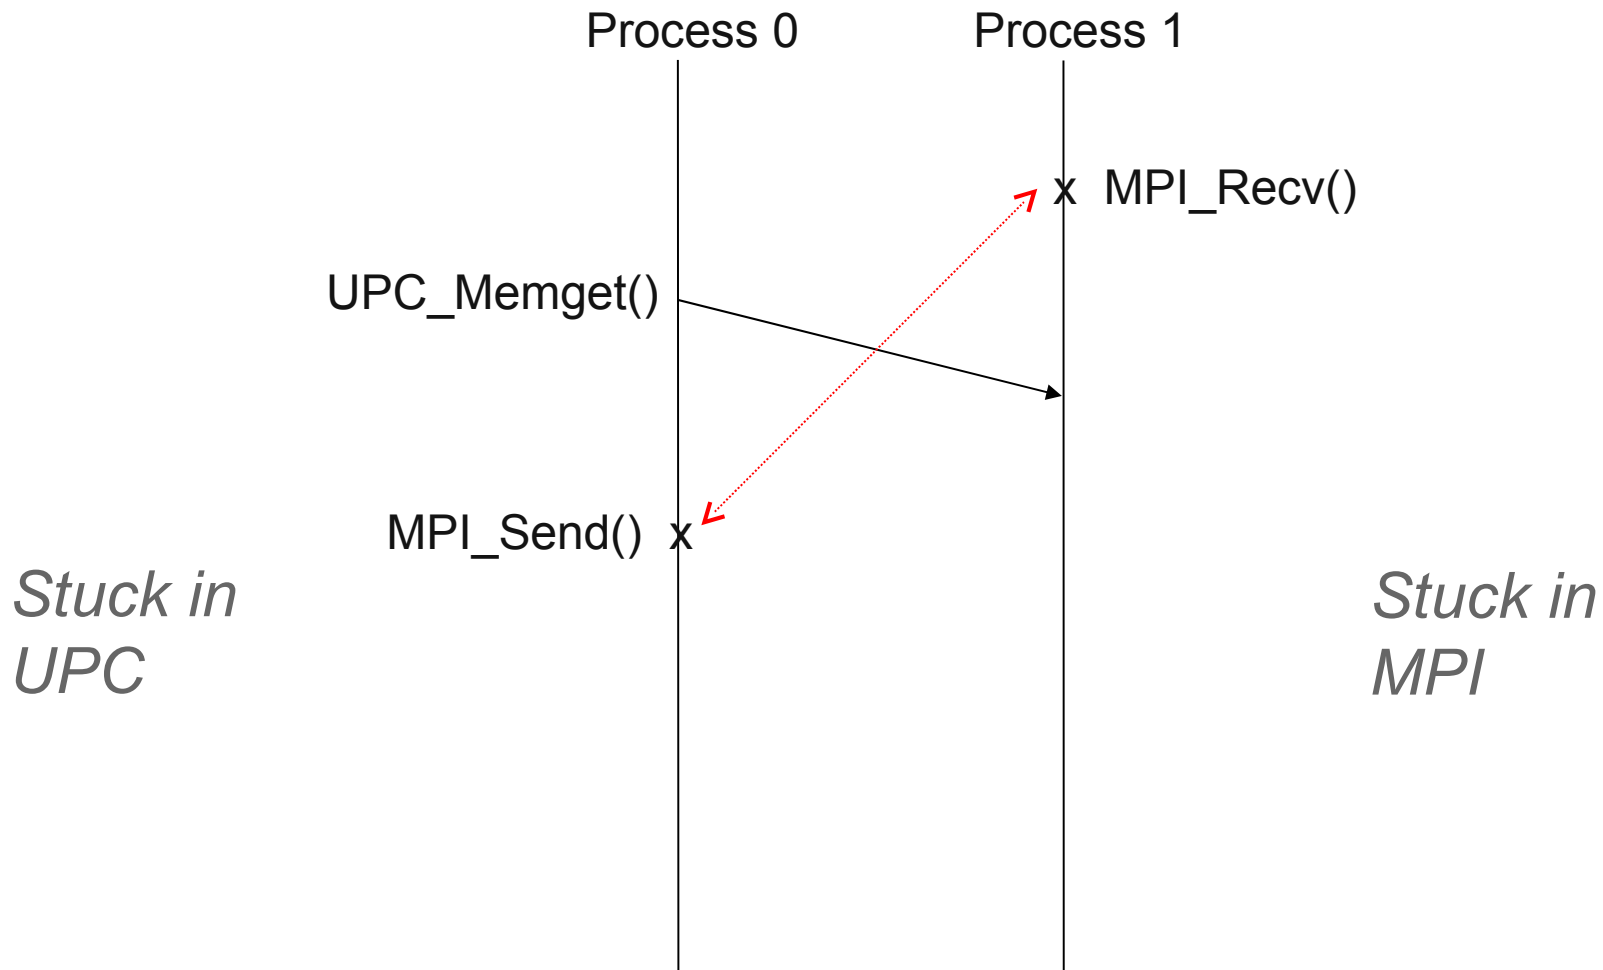 Process 0
Process 1
x MPI_Recv()
UPC_Memget()
MPI_Send() x
Stuck in
UPC
Stuck in
MPI